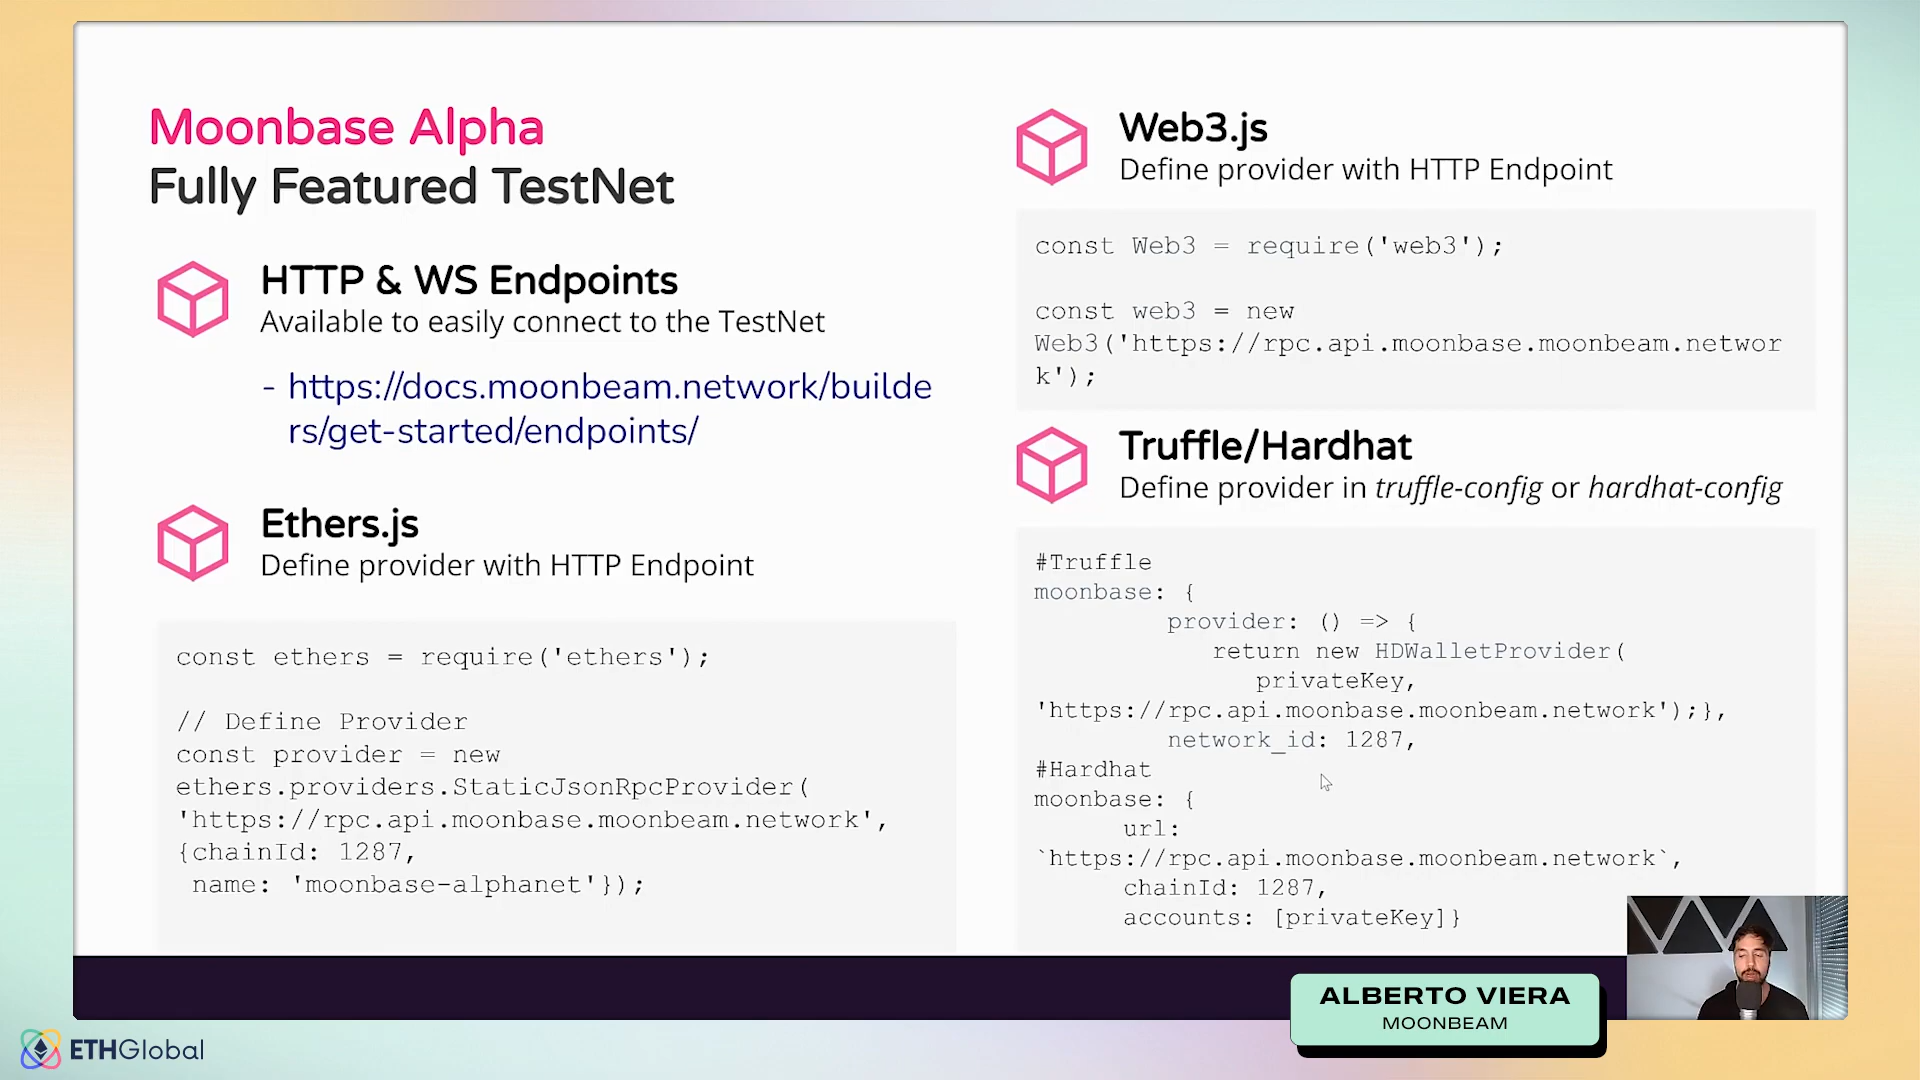 Moonbase Alpha
Fully Featured TestNet
HTTP & WS Endpoints
Available to easily connect to the TestNet
- https://docs.moonbeam.network/builde
rs/get-started/endpoints/
Ethers.js
Define provider with HTTP Endpoint
const ethers = require('ethers');
// Define Provider
const provider = new
ethers.providers.StaticJsonRpcProvider(
'https://rpc.api.moonbase.moonbeam.network',
{chainId: 1287,
name: 'moonbase-alphanet'});
Web3.js
Define provider with HTTP Endpoint
const Web3 = require('web3');
const web3 = new
Web3('https://rpc.api.moonbase.moonbeam.networ
k');
Truffle/Hardhat
Define provider in truffle-config or hardhat-config
#Truffle
moonbase: {
provider: () => {
return new HDWalletProvider(
privateKey,
'https://rpc.api.moonbase.moonbeam.network');},
network_id: 1287,
#Hardhat
moonbase: {
url:
`https://rpc.api.moonbase.moonbeam.network`,
chainId: 1287,
accounts: [privateKey]}
ALBERTO VIERA
MOONBEAM
ETHGlobal